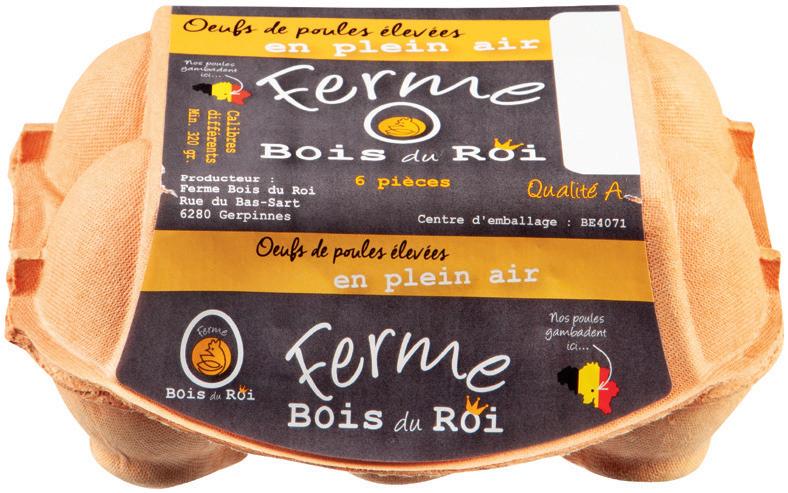 Oeufs de poules élevées
en plein air
Nos poules
gambadent
ici...
Calibres
différents
Min. 320 gr.
Ferme
Bois du Roi
6 pièces
Qualité A
Producteur :
Ferme Bois du Roi
Rue du Bas-Sart
6280 Gerpinnes
Centre d'emballage : BE4071
Oeufs de poules élevées
en plein air
Ferme
Bois du Roi
Ferme
Bois du Roi
Nos poules
gambadent
ici...